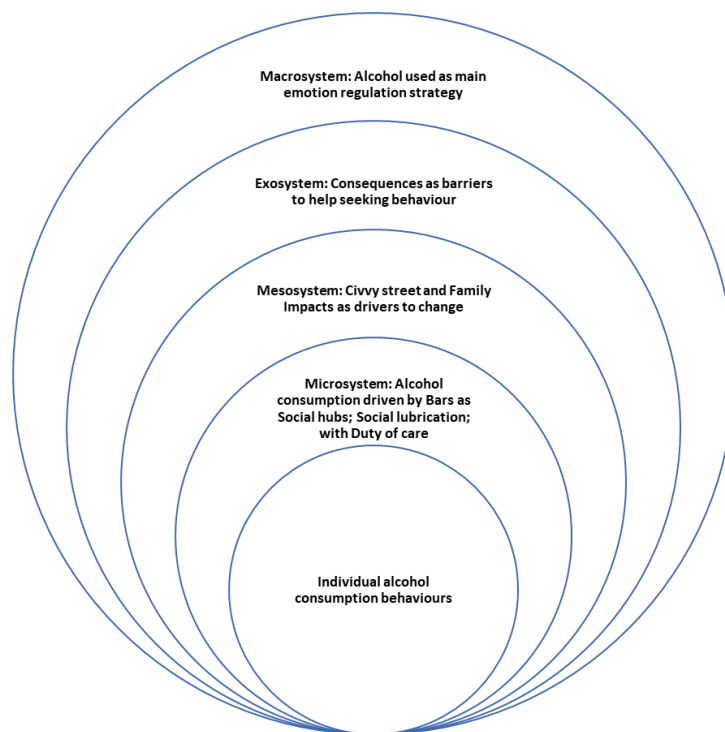 Macrosystem: Alcohol used as main
emotion regulation strategy
Exosystem: Consequences as barriers
to help seeking behaviour
Mesosystem: Civvy street and Family
Impacts as drivers to change
Microsystem: Alcohol
consumption driven by Bars as
Social hubs; Social lubrication;
with Duty of care
Individual alcohol
consumption behaviours